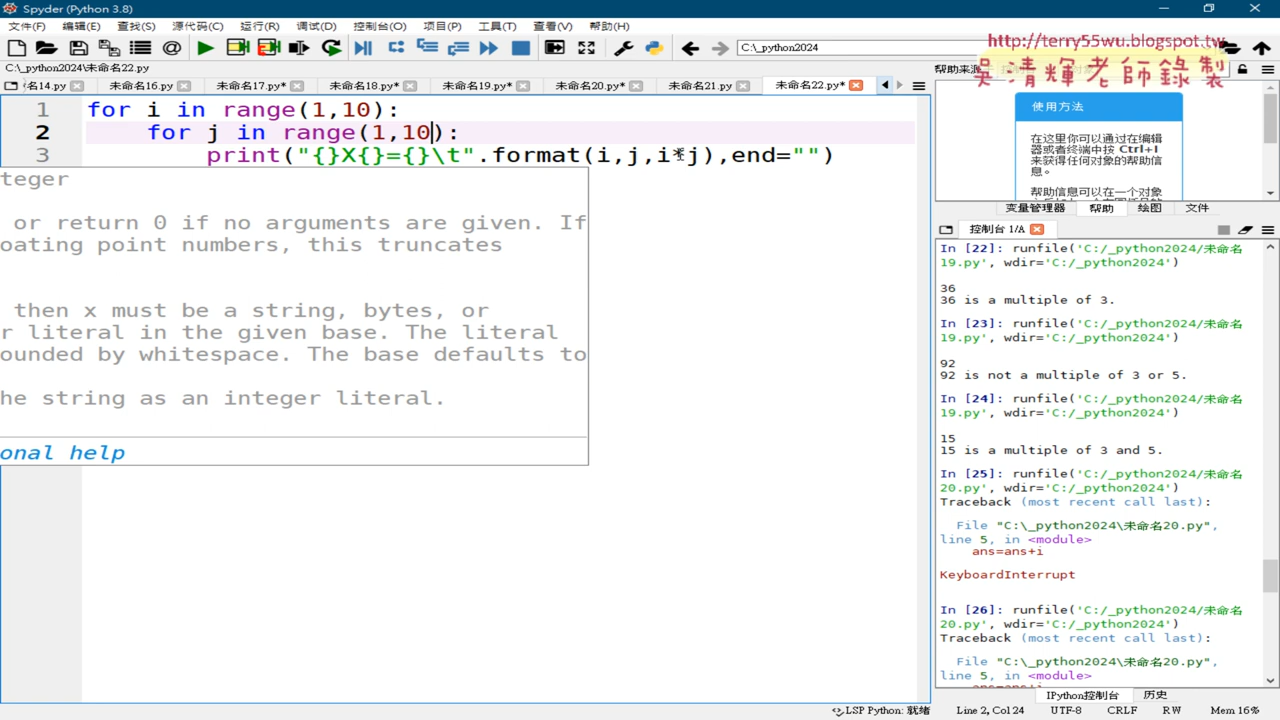 Spyder (Python 3.8)
文件(F) 编辑(E) 查找(S) 源代码(C) 运行(R) 调试(D) 控制台(O) 项目(P) 工具(T) 查看(V) 帮助(H)
C:\_python2024
http://terry55wu.blogspot.tw
吳清輝老師錄製
C:\_python2024\未命名22.py
名14.py 未命名16.py 未命名17.py* 未命名18.py* 未命名19.py* 未命名20.py* 未命名21.py 未命名22.py*
1 for i in range(1,10):
2 for j in range(1,10):
3 print("{}X{}={}\t".format(i,j,i*j),end="")
teger
or return 0 if no arguments are given. If
oating point numbers, this truncates
then x must be a string, bytes, or
r literal in the given base. The literal
ounded by whitespace. The base defaults to
he string as an integer literal.
onal help
帮助来源
使用方法
在这里你可以通过在编辑
器或者终端中按 Ctrl+I
来获得任何对象的帮助信
息。
帮助信息可以在一个对象
变量管理器 帮助 绘图 文件
控制台 1/A
In [22]: runfile('C:/_python2024/未命名
19.py', wdir='C:/_python2024')
36
36 is a multiple of 3.
In [23]: runfile('C:/_python2024/未命名
19.py', wdir='C:/_python2024')
92
92 is not a multiple of 3 or 5.
In [24]: runfile('C:/_python2024/未命名
19.py', wdir='C:/_python2024')
15
15 is a multiple of 3 and 5.
In [25]: runfile('C:/_python2024/未命名
20.py', wdir='C:/_python2024')
Traceback (most recent call last):
File "C:\_python2024\未命名20.py",
line 5, in <module>
ans=ans+i
KeyboardInterrupt
In [26]: runfile('C:/_python2024/未命名
20.py', wdir='C:/_python2024')
Traceback (most recent call last):
File "C:\_python2024\未命名20.py",
line 5, in <module>
IPython控制台 历史
LSP Python: 就绪 Line 2, Col 24 UTF-8 CRLF RW Mem 16%